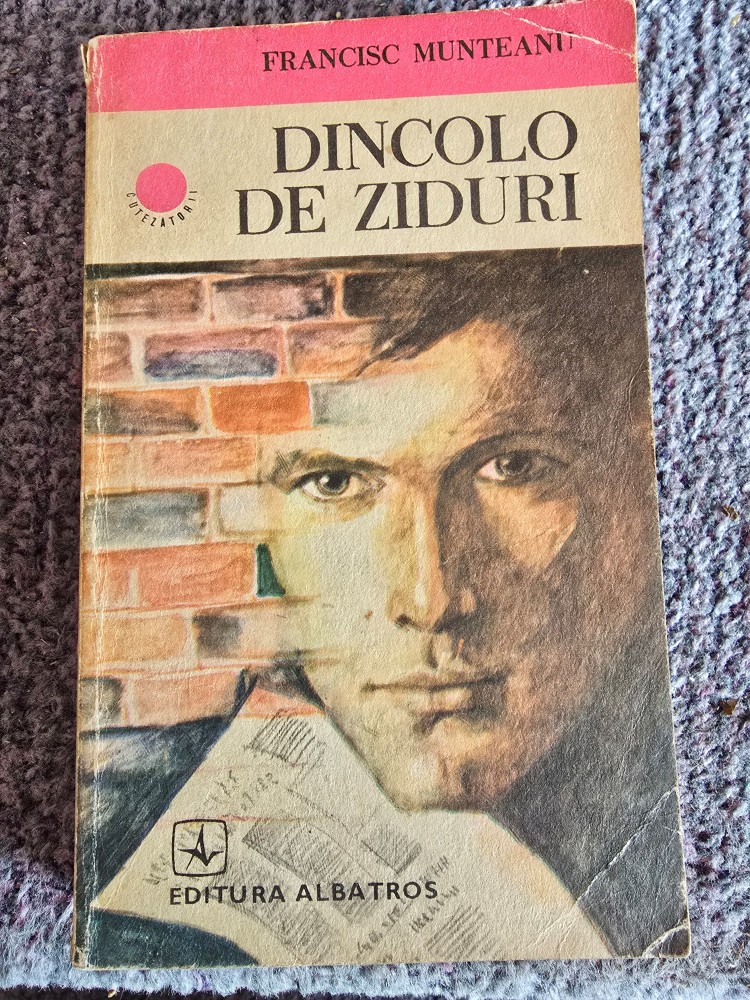 FRANCISC MUNTEANU
DINCOLO
DE ZIDURI
CUTEZĂTORII
EDITURA ALBATROS